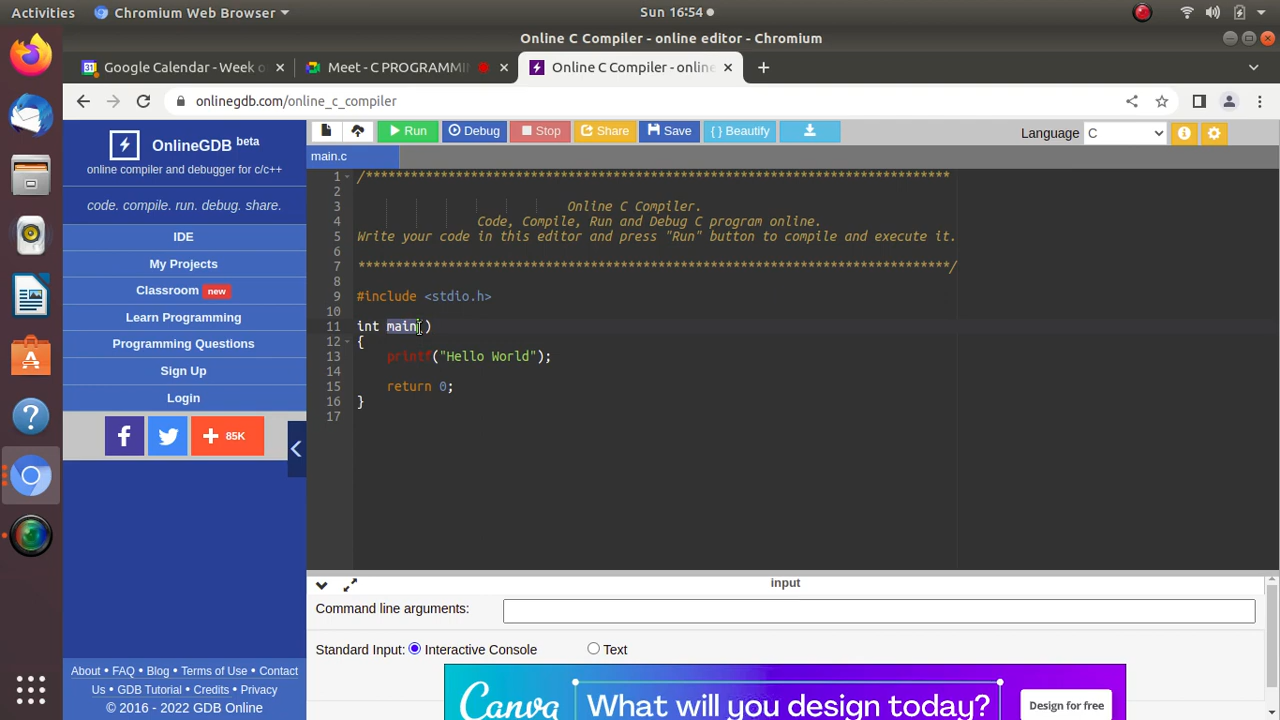 Activities Chromium Web Browser Sun 16:54
Online C Compiler - online editor - Chromium
Google Calendar - Week o Meet - C PROGRAMMI Online C Compiler - online
onlinegdb.com/online_c_compiler
OnlineGDB beta
online compiler and debugger for c/c++
code. compile. run. debug. share.
IDE
My Projects
Classroom new
Learn Programming
Programming Questions
Sign Up
Login
f + 85K
About • FAQ • Blog • Terms of Use • Contact
Us • GDB Tutorial • Credits • Privacy
© 2016 - 2022 GDB Online
Run Debug Stop Share Save { } Beautify Language C
main.c
1 /******************************************************************************
2
3 Online C Compiler.
4 Code, Compile, Run and Debug C program online.
5 Write your code in this editor and press "Run" button to compile and execute it.
6
7 *******************************************************************************/
8
9 #include <stdio.h>
10
11 int main()
12 {
13 printf("Hello World");
14
15 return 0;
16 }
17
input
Command line arguments:
Standard Input: Interactive Console Text
Canva What will you design today? Design for free